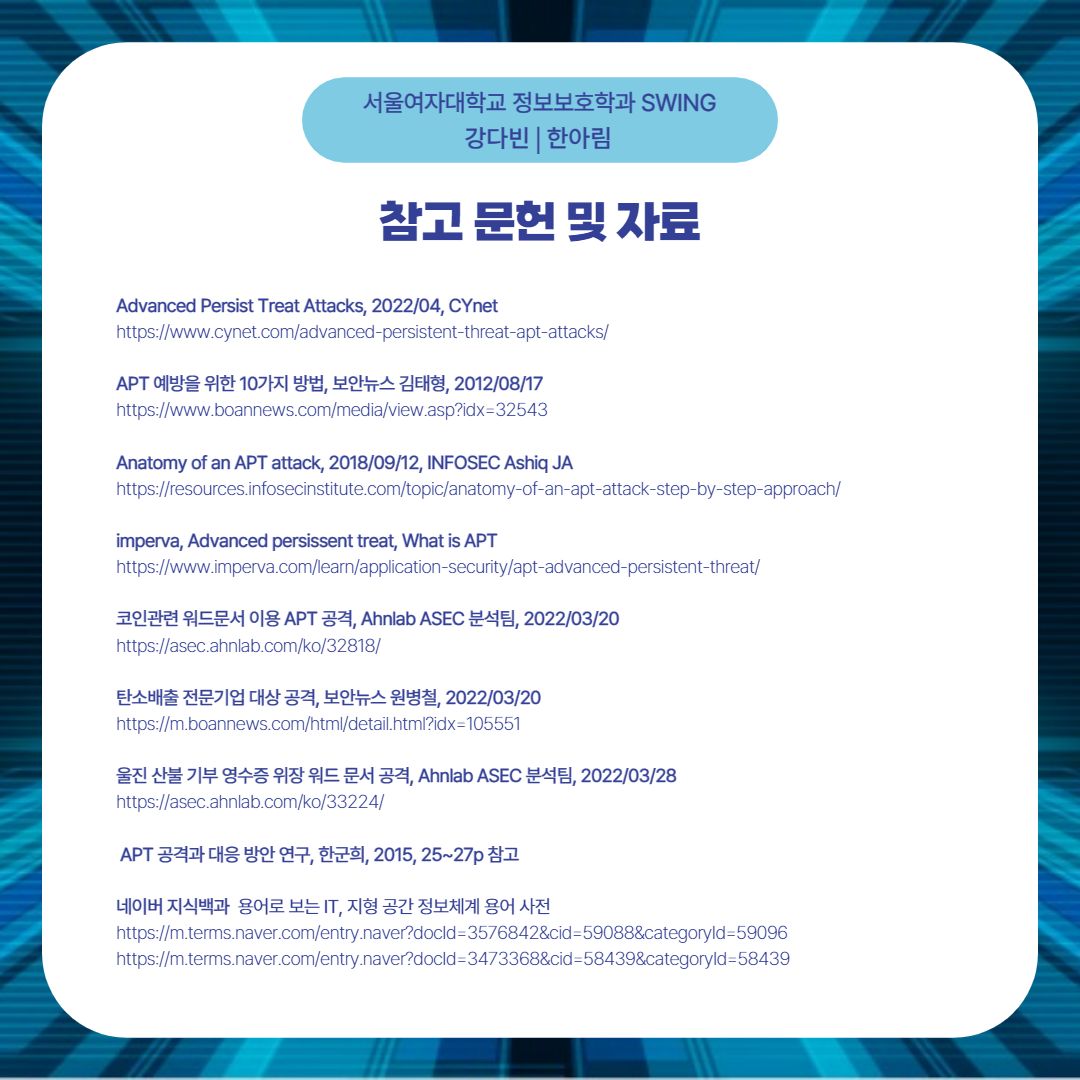 서울여자대학교 정보보호학과 SWING
강다빈 | 한아림
참고 문헌 및 자료
Advanced Persist Treat Attacks, 2022/04, CYnet
https://www.cynet.com/advanced-persistent-threat-apt-attacks/
APT 예방을 위한 10가지 방법, 보안뉴스 김태형, 2012/08/17
https://www.boannews.com/media/view.asp?idx=32543
Anatomy of an APT attack, 2018/09/12, INFOSEC Ashiq JA
https://resources.infosecinstitute.com/topic/anatomy-of-an-apt-attack-step-by-step-approach/
imperva, Advanced persissent treat, What is APT
https://www.imperva.com/learn/application-security/apt-advanced-persistent-threat/
코인관련 워드문서 이용 APT 공격, Ahnlab ASEC 분석팀, 2022/03/20
https://asec.ahnlab.com/ko/32818/
탄소배출 전문기업 대상 공격, 보안뉴스 원병철, 2022/03/20
https://m.boannews.com/html/detail.html?idx=105551
울진 산불 기부 영수증 위장 워드 문서 공격, Ahnlab ASEC 분석팀, 2022/03/28
https://asec.ahnlab.com/ko/33224/
APT 공격과 대응 방안 연구, 한군희, 2015, 25~27p 참고
네이버 지식백과 용어로 보는 IT, 지형 공간 정보체계 용어 사전
https://m.terms.naver.com/entry.naver?docId=3576842&cid=59088&categoryId=59096
https://m.terms.naver.com/entry.naver?docId=3473368&cid=58439&categoryId=58439